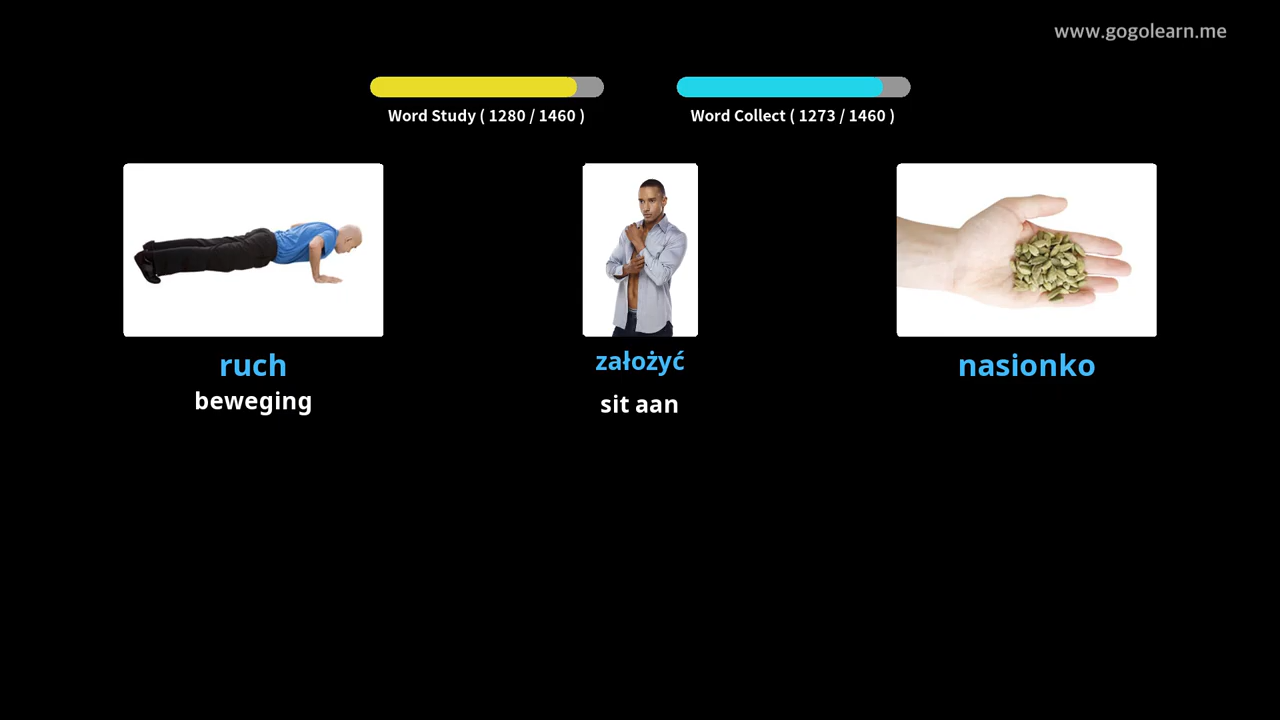 www.gogolearn.me
Word Study ( 1280 / 1460 )
Word Collect ( 1273 / 1460 )
ruch
beweging
założyć
sit aan
nasionko